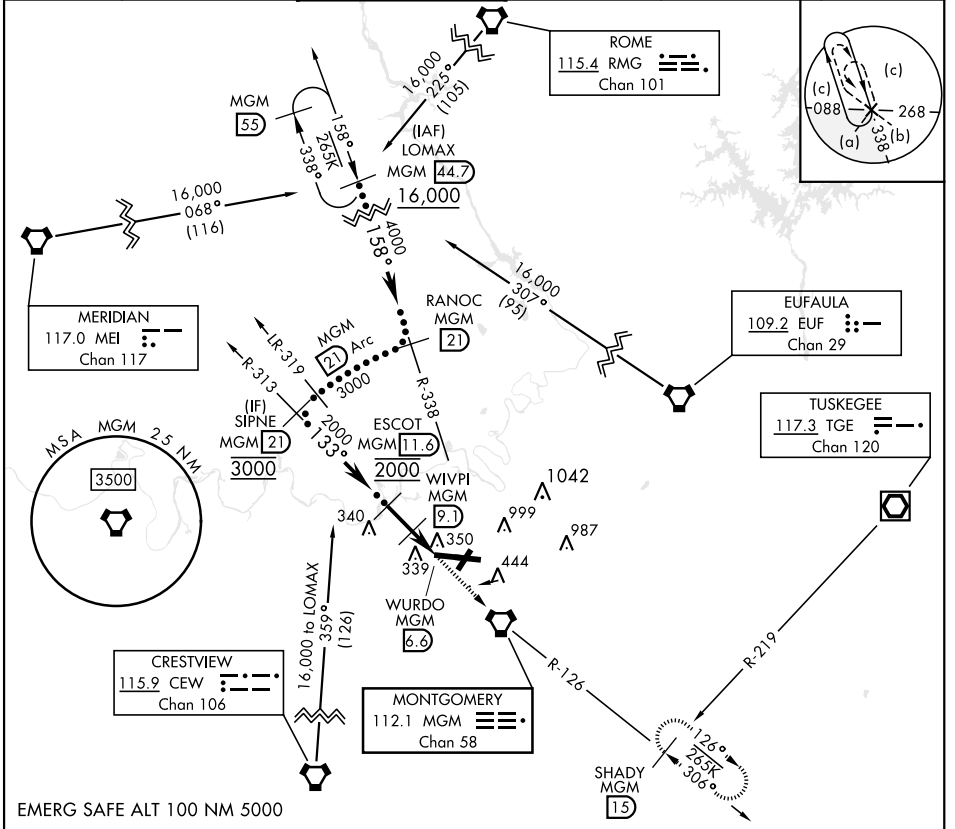 ROME
115.4 RMG
Chan 101
16,000
225°
(105)
(c)
(c)
088
268
338
(a)
(b)
MGM
55
158°
265K
338°
(IAF)
LOMAX
MGM 44.7
16,000
16,000
068°
(116)
4000
158°
MERIDIAN
117.0 MEI
Chan 117
16,000
307°
(95)
RANOC
MGM
21
EUFAULA
109.2 EUF
Chan 29
MGM
21 Arc
3000
R-319
R-313
R-338
(IF)
SIPNE
MGM 21
3000
2000
133°
ESCOT
MGM 11.6
2000
TUSKEGEE
117.3 TGE
Chan 120
MSA MGM 25 NM
3500
WIVPI
MGM
9.1
1042
999
987
340
350
339
444
WURDO
MGM
6.6
16,000 to LOMAX
359°
(126)
R-219
CRESTVIEW
115.9 CEW
Chan 106
R-126
MONTGOMERY
112.1 MGM
Chan 58
126°
265K
306°
SHADY
MGM
15
EMERG SAFE ALT 100 NM 5000